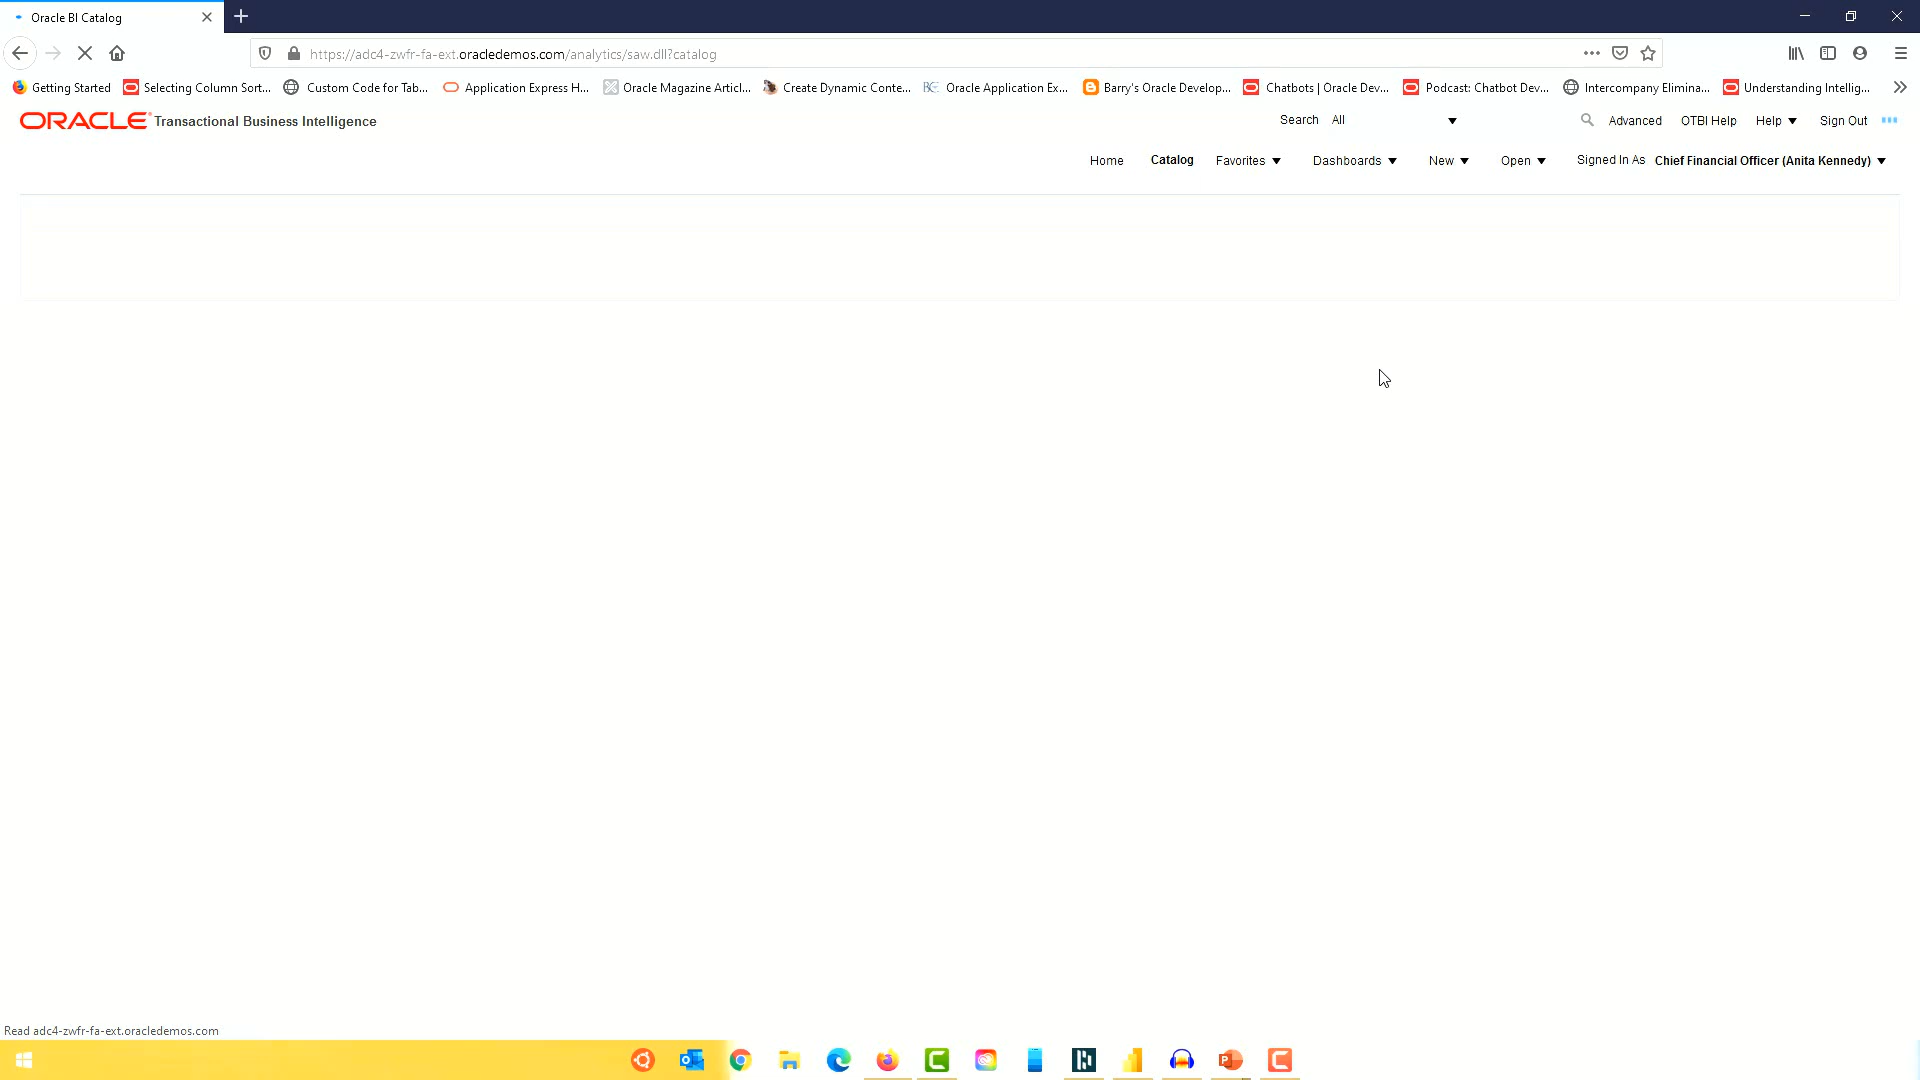 Oracle BI Catalog
https://adc4-zwfr-fa-ext.oracledemos.com/analytics/saw.dll?catalog
Getting Started Selecting Column Sort... Custom Code for Tab... Application Express H... Oracle Magazine Articl... Create Dynamic Conte... Oracle Application Ex... Barry's Oracle Develop... Chatbots | Oracle Dev... Podcast: Chatbot Dev... Intercompany Elimina... Understanding Intellig...
ORACLE Transactional Business Intelligence Search All Advanced OTBI Help Help Sign Out
Home Catalog Favorites Dashboards New Open Signed In As Chief Financial Officer (Anita Kennedy)
Read adc4-zwfr-fa-ext.oracledemos.com